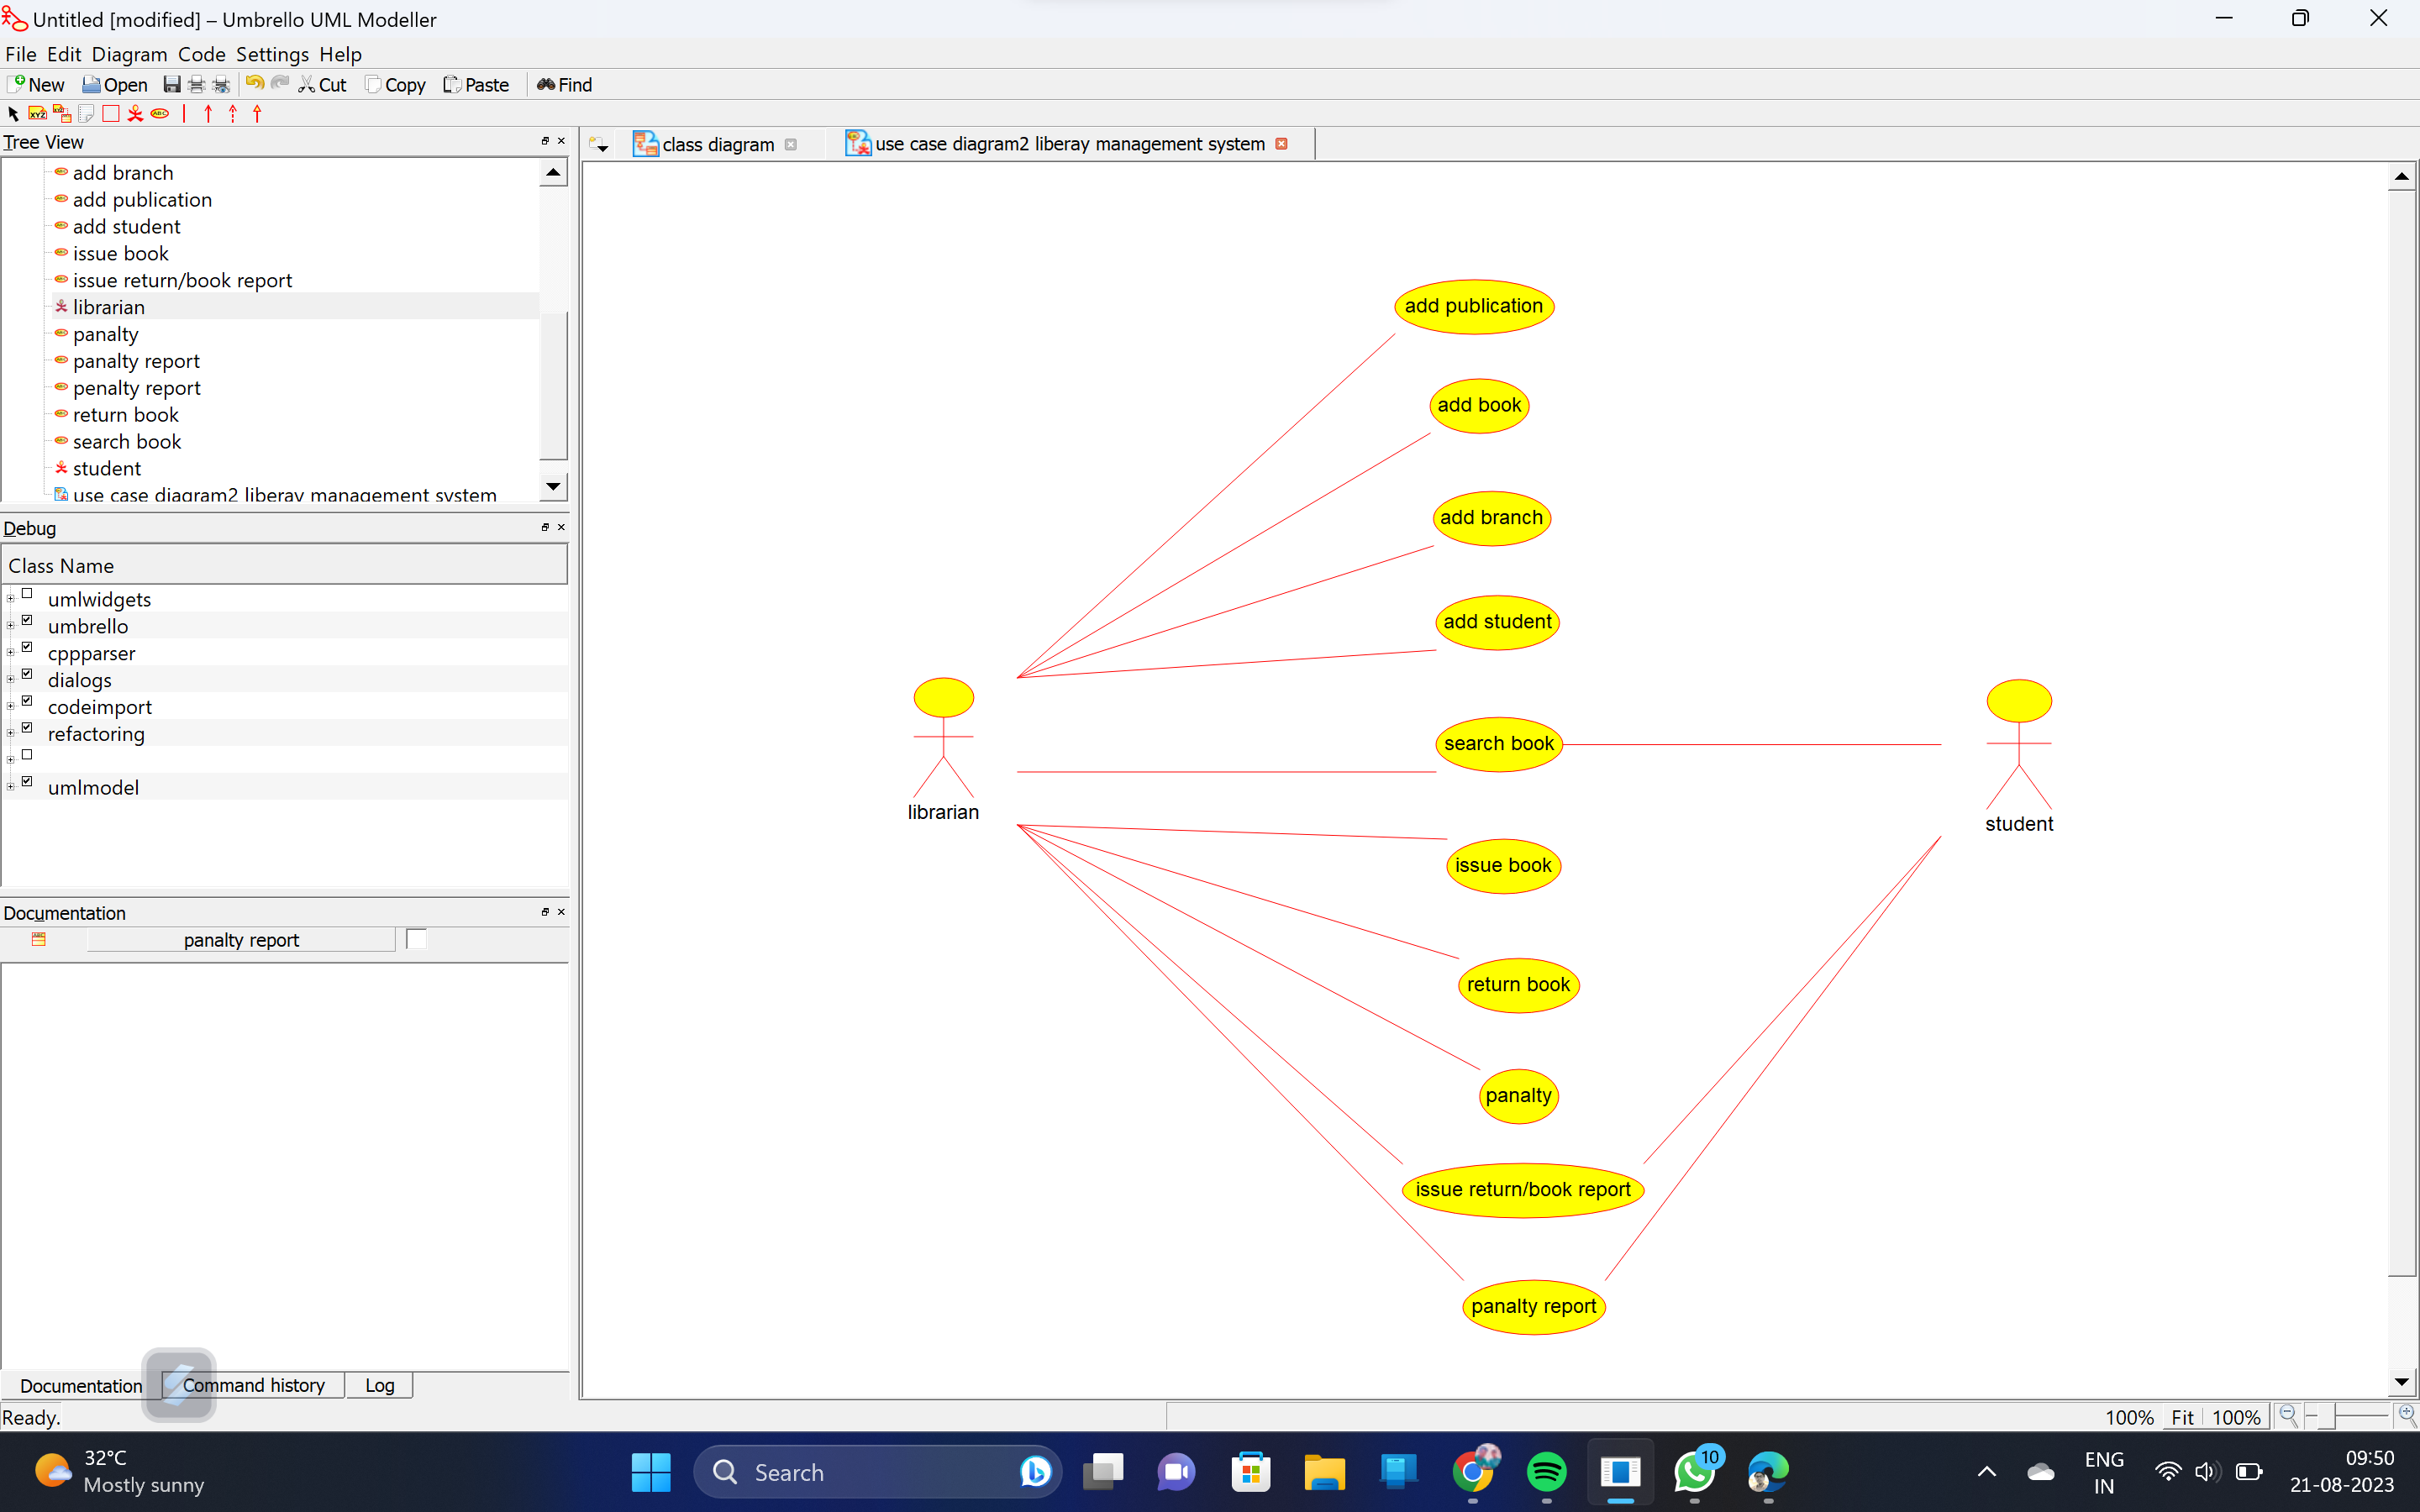 Untitled [modified] – Umbrello UML Modeller
File Edit Diagram Code Settings Help
New Open Cut Copy Paste Find
Tree View
class diagram
use case diagram2 liberay management system
add branch
add publication
add student
issue book
issue return/book report
librarian
panalty
panalty report
penalty report
return book
search book
student
use case diagram2 liberay management system
Debug
Class Name
umlwidgets
umbrello
cppparser
dialogs
codeimport
refactoring
umlmodel
Documentation
panalty report
Documentation
Command history
Log
Ready.
add publication
add book
add branch
add student
search book
librarian
student
issue book
return book
panalty
issue return/book report
panalty report
100% Fit 100%
32°C
Mostly sunny
Search
10
ENG
IN
09:50
21-08-2023